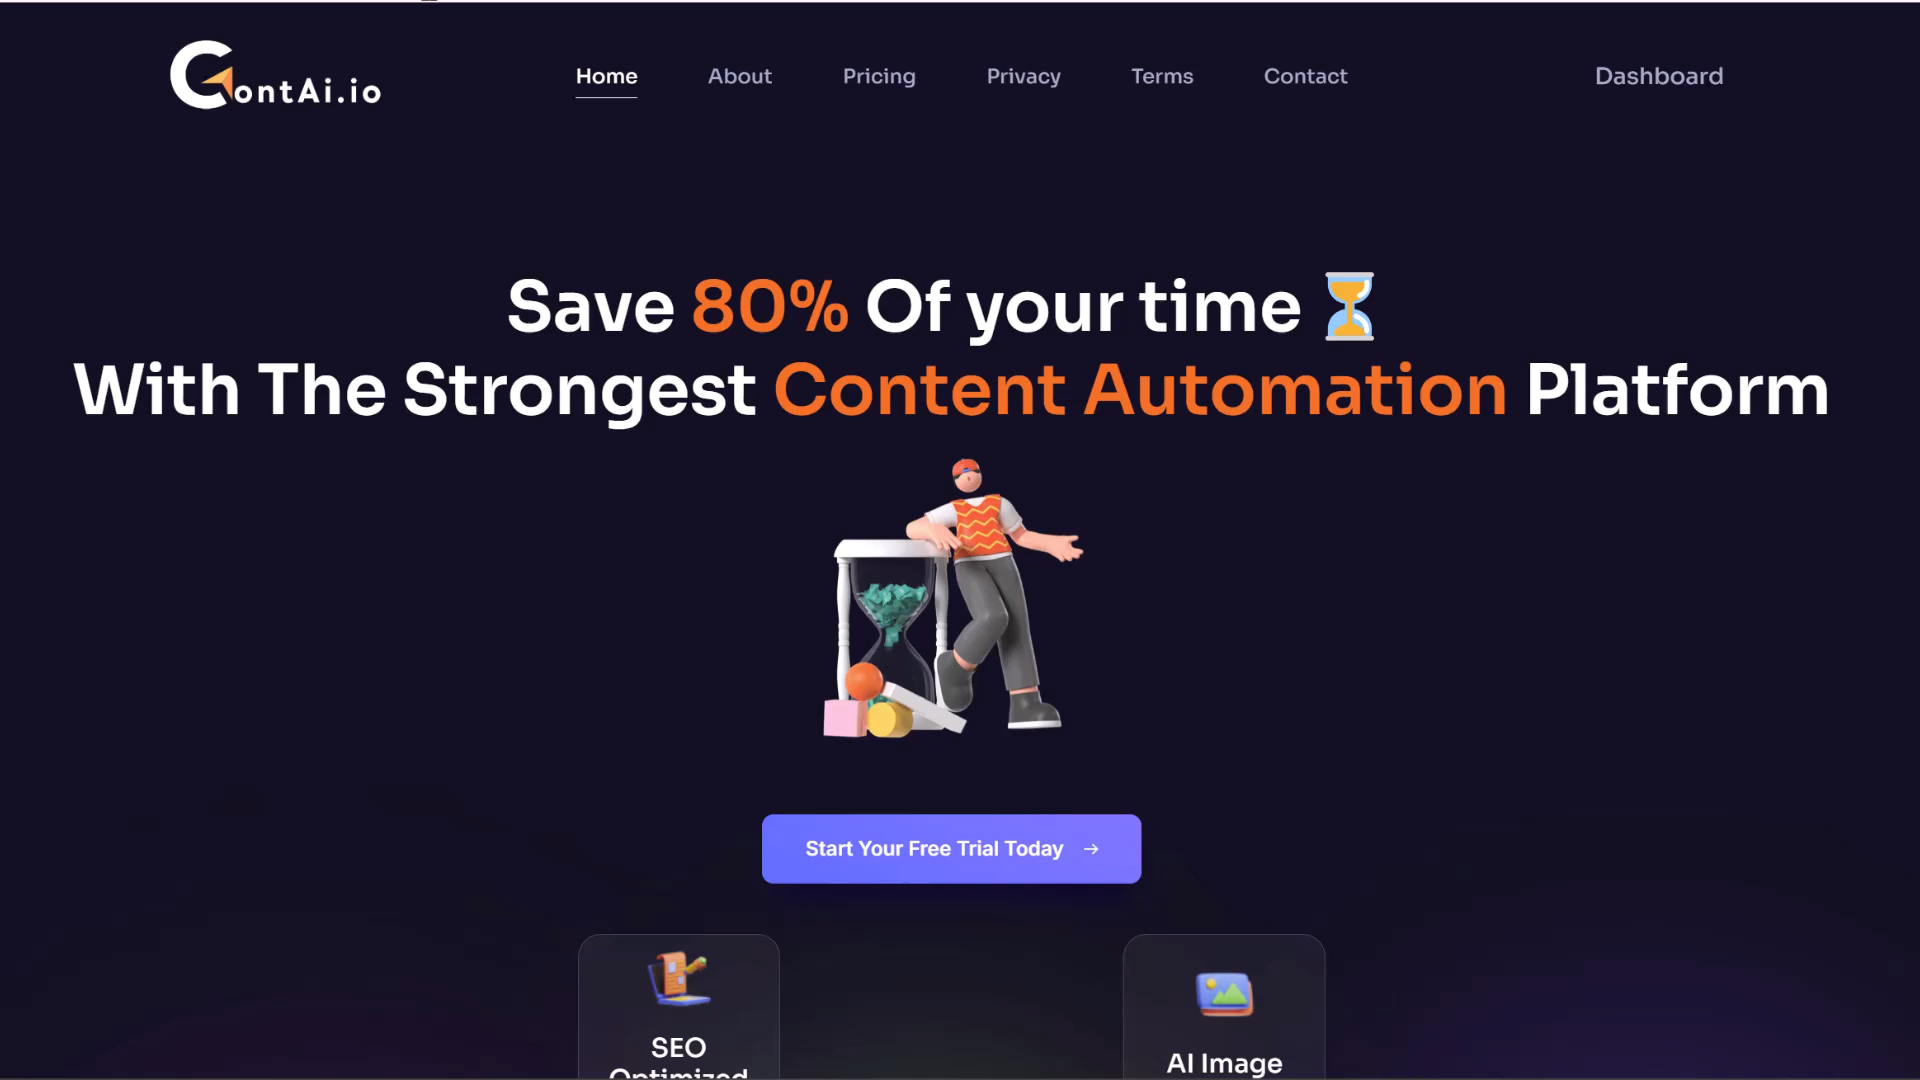 ContAi.io
Home About Pricing Privacy Terms Contact Dashboard
Save 80% Of your time ⏳
With The Strongest Content Automation Platform
Start Your Free Trial Today →
SEO
Optimized
AI Image